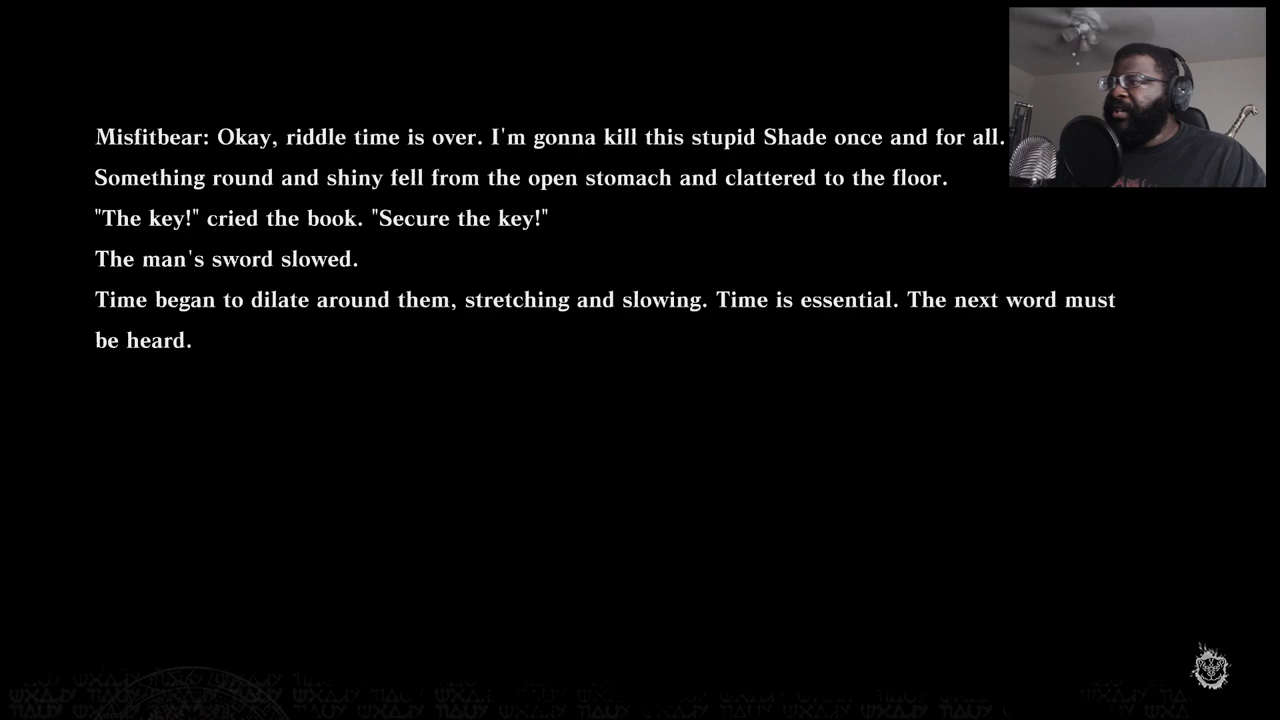 Misfitbear: Okay, riddle time is over. I'm gonna kill this stupid Shade once and for all.
Something round and shiny fell from the open stomach and clattered to the floor.
"The key!" cried the book. "Secure the key!"
The man's sword slowed.
Time began to dilate around them, stretching and slowing. Time is essential. The next word must
be heard.